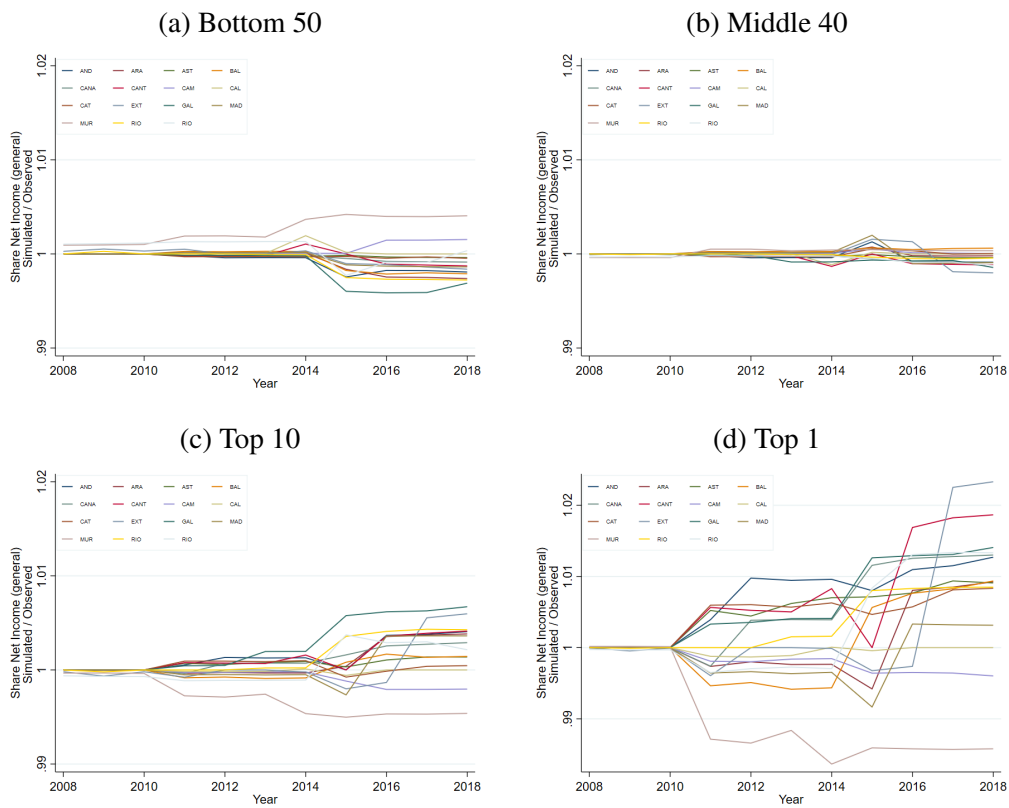 (a) Bottom 50
Share Net Income (general)
Simulated / Observed
.99 1 1.01 1.02
AND ARA AST BAL
CANA CANT CAM CAL
CAT EXT GAL MAD
MUR RIO RIO
2008 2010 2012 2014 2016 2018
Year
(b) Middle 40
Share Net Income (general)
Simulated / Observed
.99 1 1.01 1.02
AND ARA AST BAL
CANA CANT CAM CAL
CAT EXT GAL MAD
MUR RIO RIO
2008 2010 2012 2014 2016 2018
Year
(c) Top 10
Share Net Income (general)
Simulated / Observed
.99 1 1.01 1.02
AND ARA AST BAL
CANA CANT CAM CAL
CAT EXT GAL MAD
MUR RIO RIO
2008 2010 2012 2014 2016 2018
Year
(d) Top 1
Share Net Income (general)
Simulated / Observed
.99 1 1.01 1.02
AND ARA AST BAL
CANA CANT CAM CAL
CAT EXT GAL MAD
MUR RIO RIO
2008 2010 2012 2014 2016 2018
Year